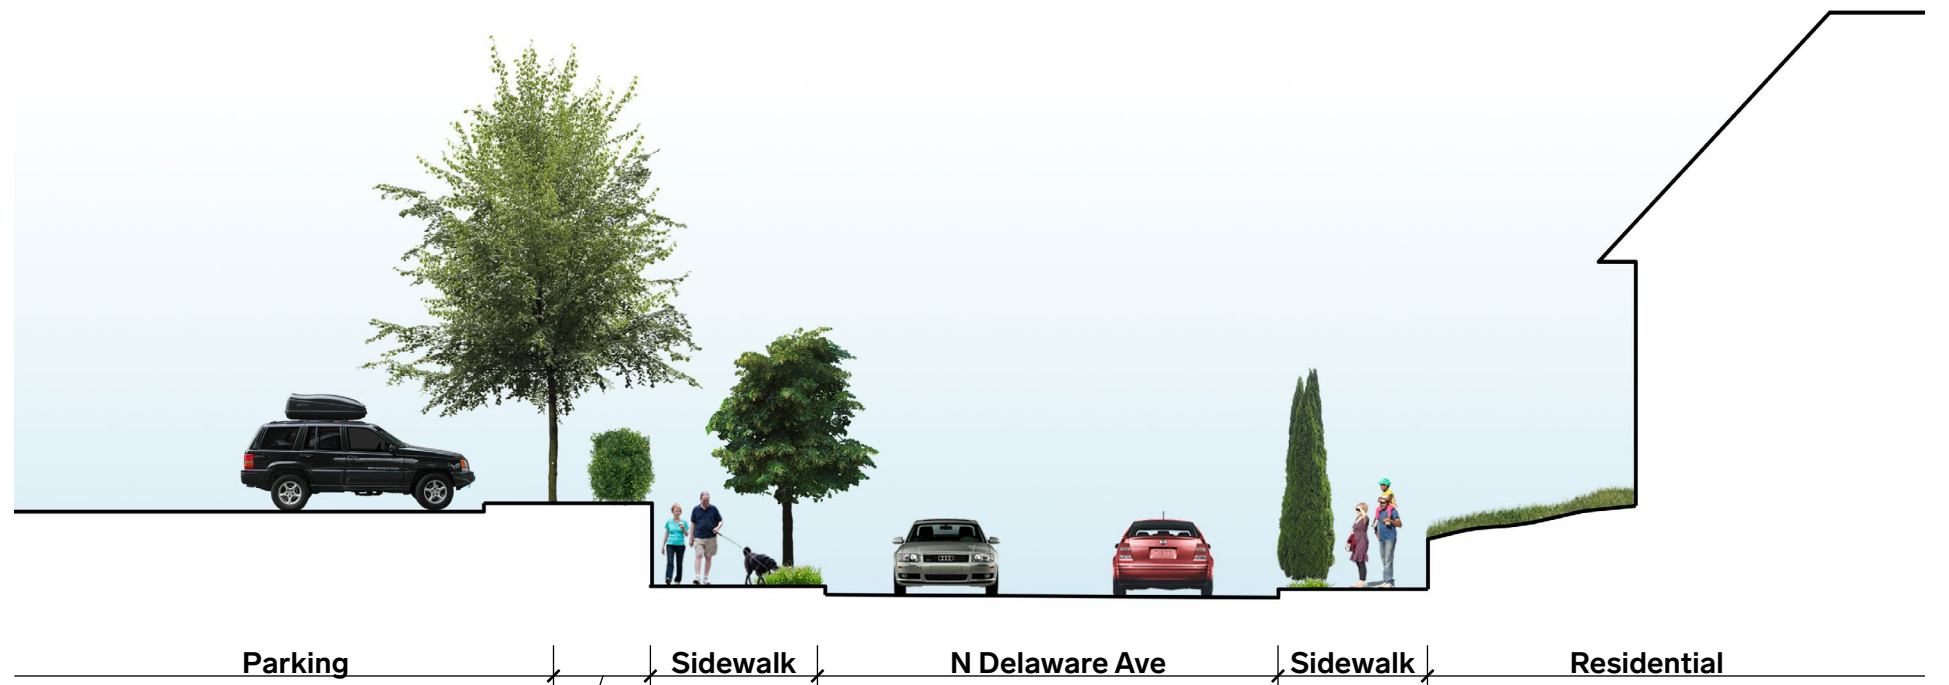 Parking
Sidewalk
N Delaware Ave
Sidewalk
Residential